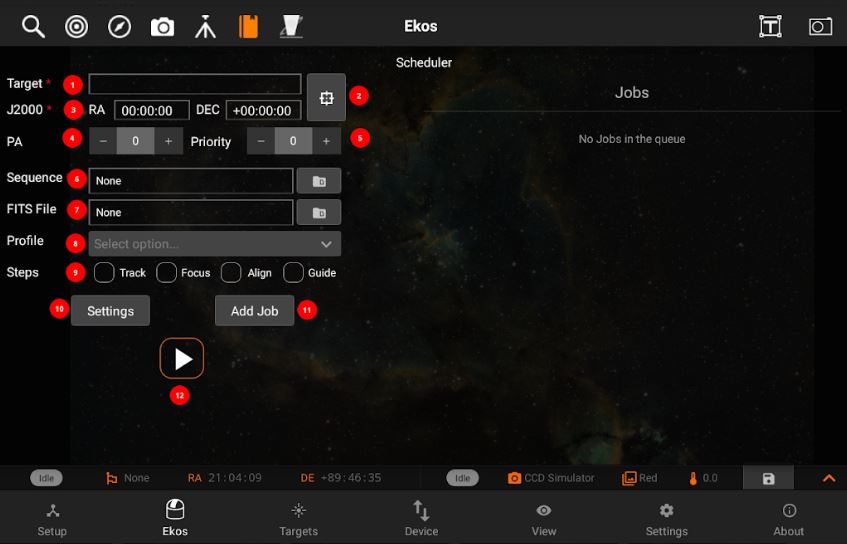 Ekos
Scheduler
Target * 1
2
J2000 * 3 RA 00:00:00 DEC +00:00:00
PA 4 − 0 + Priority − 0 + 5
Sequence 6 None
FITS File 7 None
Profile 8 Select option...
Steps 9 Track Focus Align Guide
10 Settings Add Job 11
12
Jobs
No Jobs in the queue
Idle None RA 21:04:09 DE +89:46:35 Idle CCD Simulator Red 0.0
Setup Ekos Targets Device View Settings About